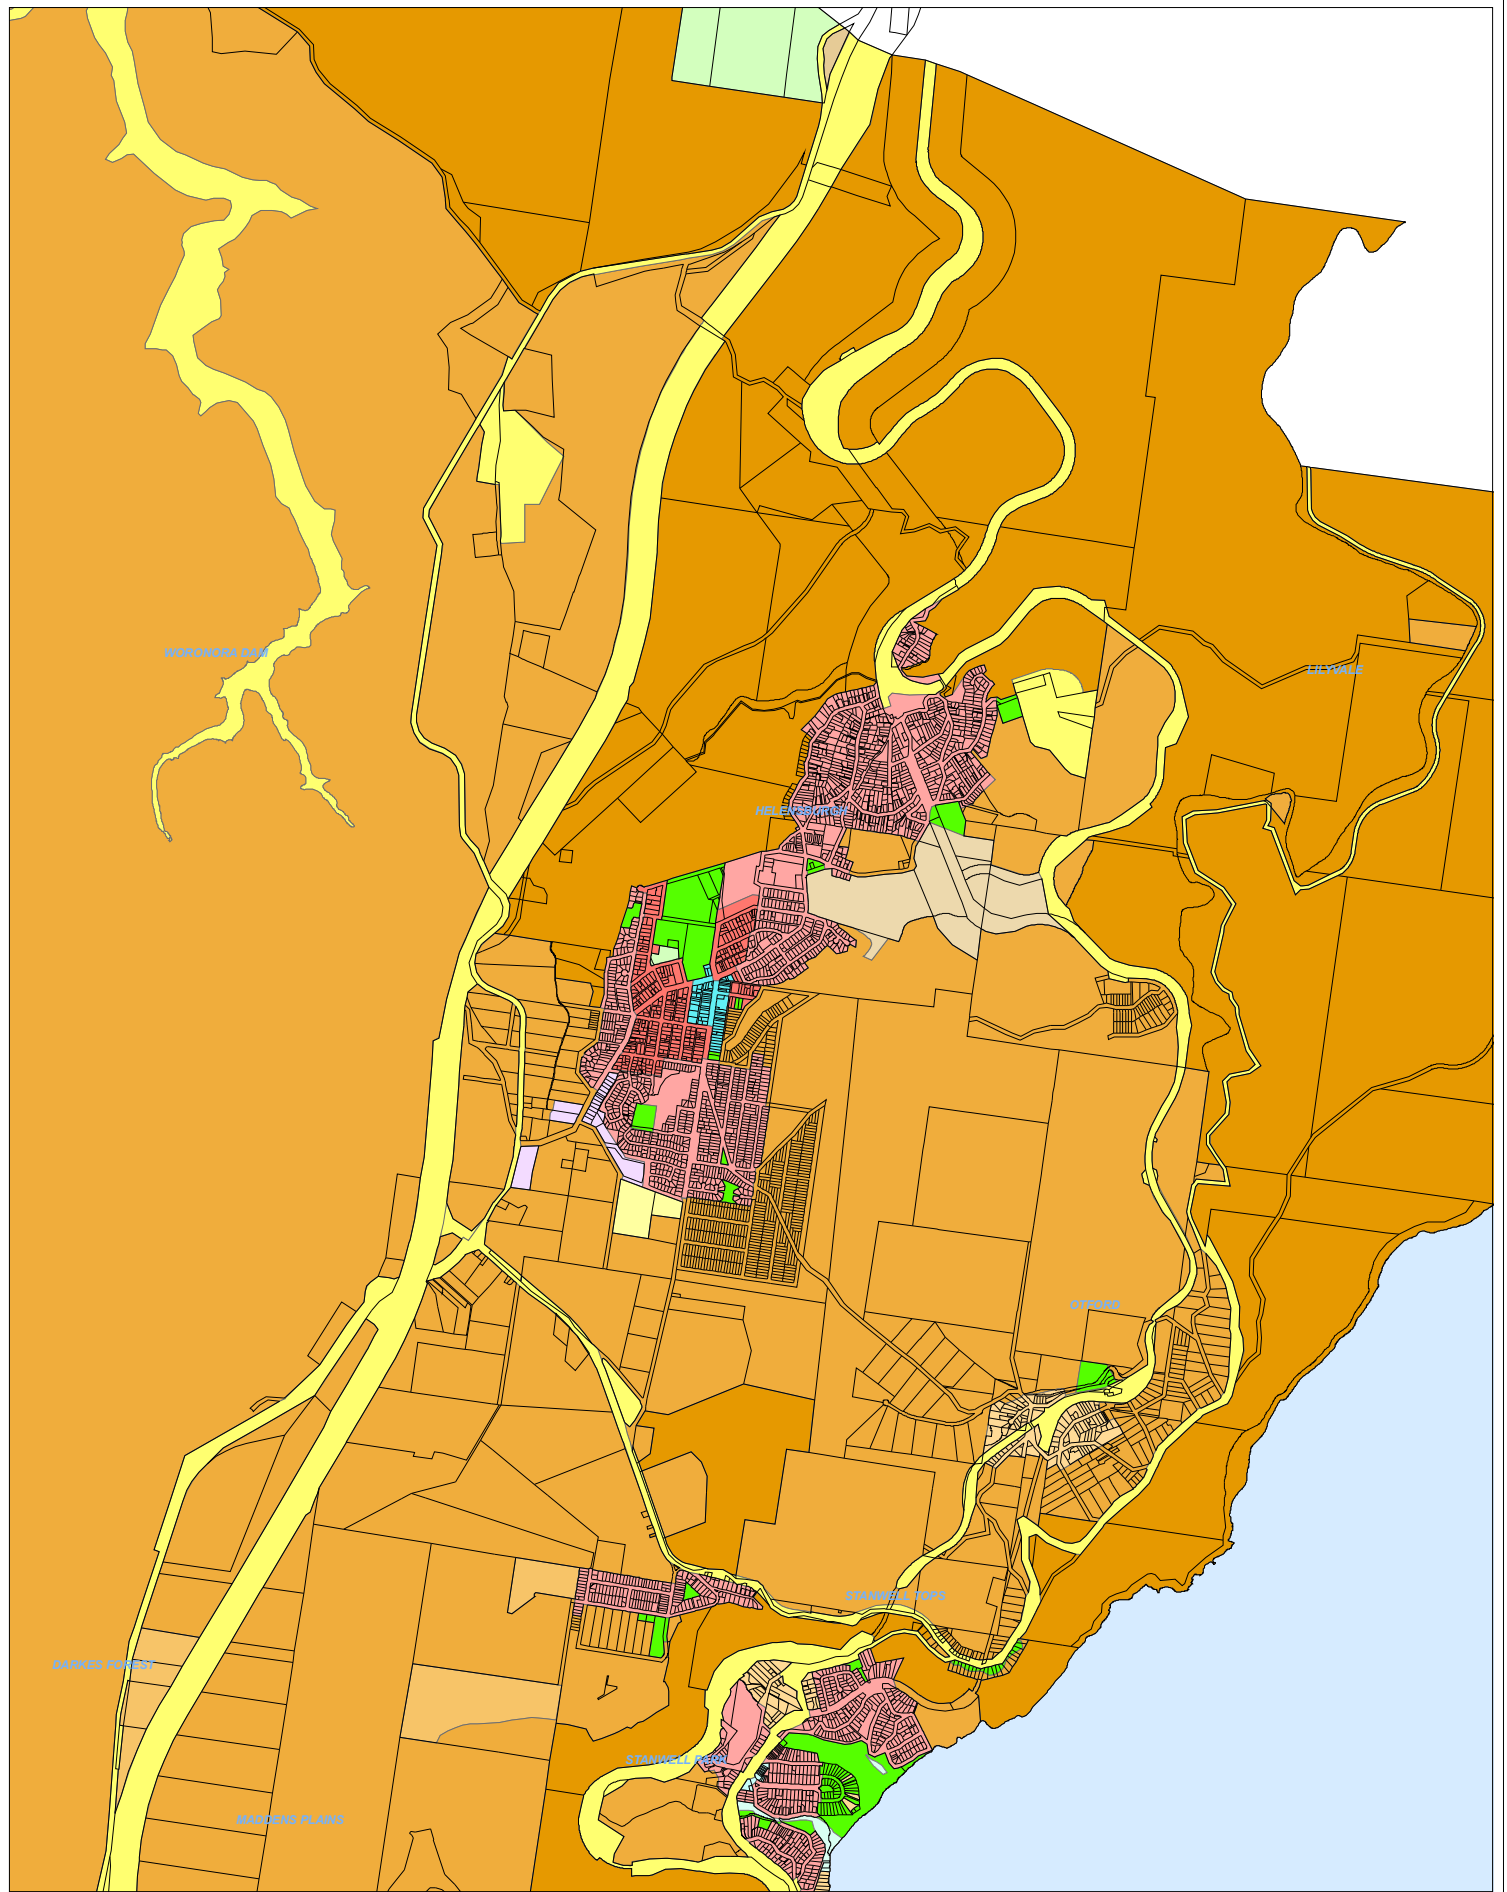 WORONORA DAM
LILYVALE
HELENSBURGH
OTFORD
STANWELL TOPS
DARKES FOREST
STANWELL PARK
MADDENS PLAINS